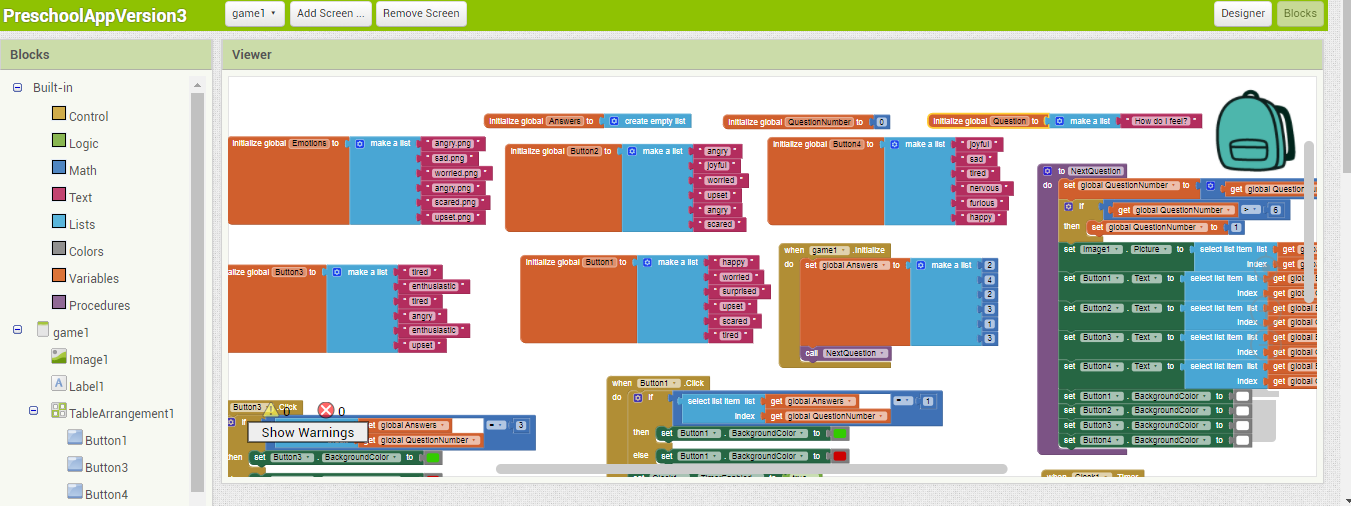 PreschoolAppVersion3 game1 Add Screen ... Remove Screen Designer Blocks
Blocks
Built-in
Control
Logic
Math
Text
Lists
Colors
Variables
Procedures
game1
Image1
A Label1
TableArrangement1
Button1
Button3
Button4
Viewer
initialize global Answers to create empty list
initialize global QuestionNumber to 0
initialize global Question to make a list " How do I feel? "
initialize global Emotions to make a list " angry.png "
" sad.png "
" worried.png "
" angry.png "
" scared.png "
" upset.png "
initialize global Button2 to make a list " angry "
" joyful "
" worried "
" upset "
" angry "
" scared "
initialize global Button4 to make a list " joyful "
" sad "
" tired "
" nervous "
" furious "
" happy "
to NextQuestion
do set global QuestionNumber to get global Question
if get global QuestionNumber > 6
then set global QuestionNumber to 1
set Image1 . Picture to select list item list get
index get
set Button1 . Text to select list item list get global
index get global
set Button2 . Text to select list item list get global B
index get global
set Button3 . Text to select list item list get global B
index get global
set Button4 . Text to select list item list get global B
index get global
set Button1 . BackgroundColor to
set Button2 . BackgroundColor to
set Button3 . BackgroundColor to
set Button4 . BackgroundColor to
alize global Button3 to make a list " tired "
" enthusiastic "
" tired "
" angry "
" enthusiastic "
" upset "
initialize global Button1 to make a list " happy "
" worried "
" surprised "
" upset "
" scared "
" tired "
when game1 .Initialize
do set global Answers to make a list 2
4
2
3
1
3
call NextQuestion
Button3 .Click
if get global Answers = 3
get global QuestionNumber
then set Button3 . BackgroundColor to
0 0
Show Warnings
when Button1 .Click
do if select list item list get global Answers = 1
index get global QuestionNumber
then set Button1 . BackgroundColor to
else set Button1 . BackgroundColor to
when Clock1 .Timer